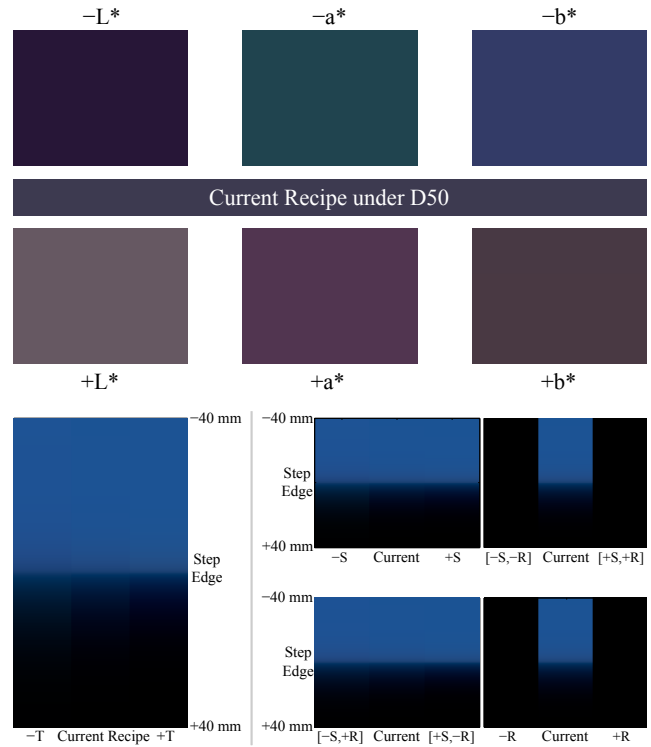 −L*
−a*
−b*
Current Recipe under D50
+L*
+a*
+b*
−40 mm
Step
Edge
+40 mm
−T Current Recipe +T
−40 mm
Step
Edge
+40 mm
−S Current +S
[−S,−R] Current [+S,+R]
−40 mm
Step
Edge
+40 mm
[−S,+R] Current [+S,−R]
−R Current +R